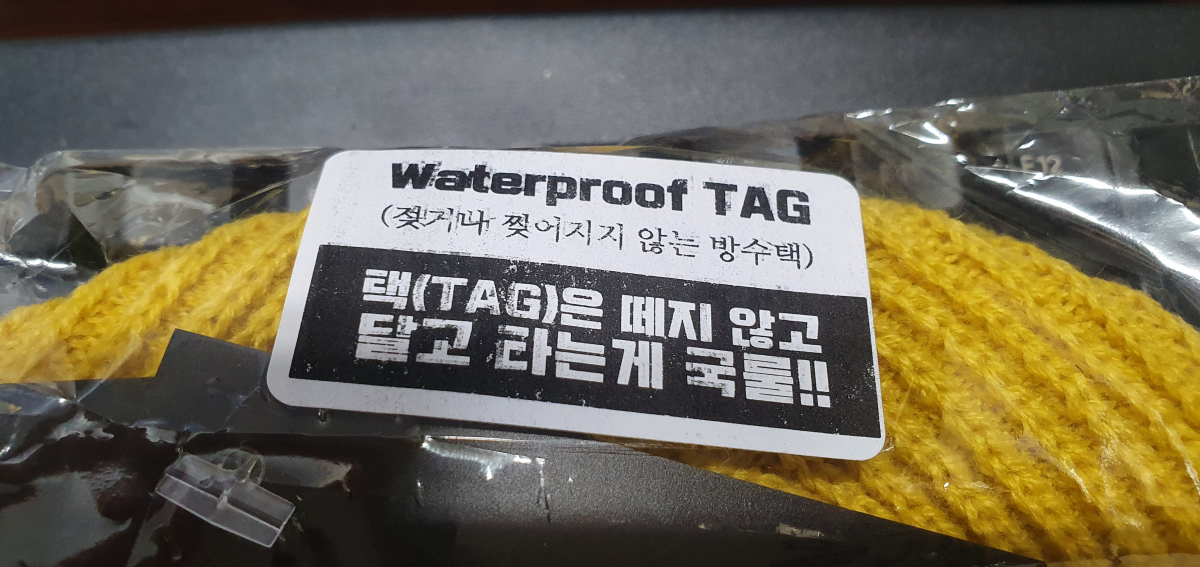 Waterproof TAG
(젖거나 찢어지지 않는 방수택)
택(TAG)은 떼지 않고
달고 타는게 국룰!!